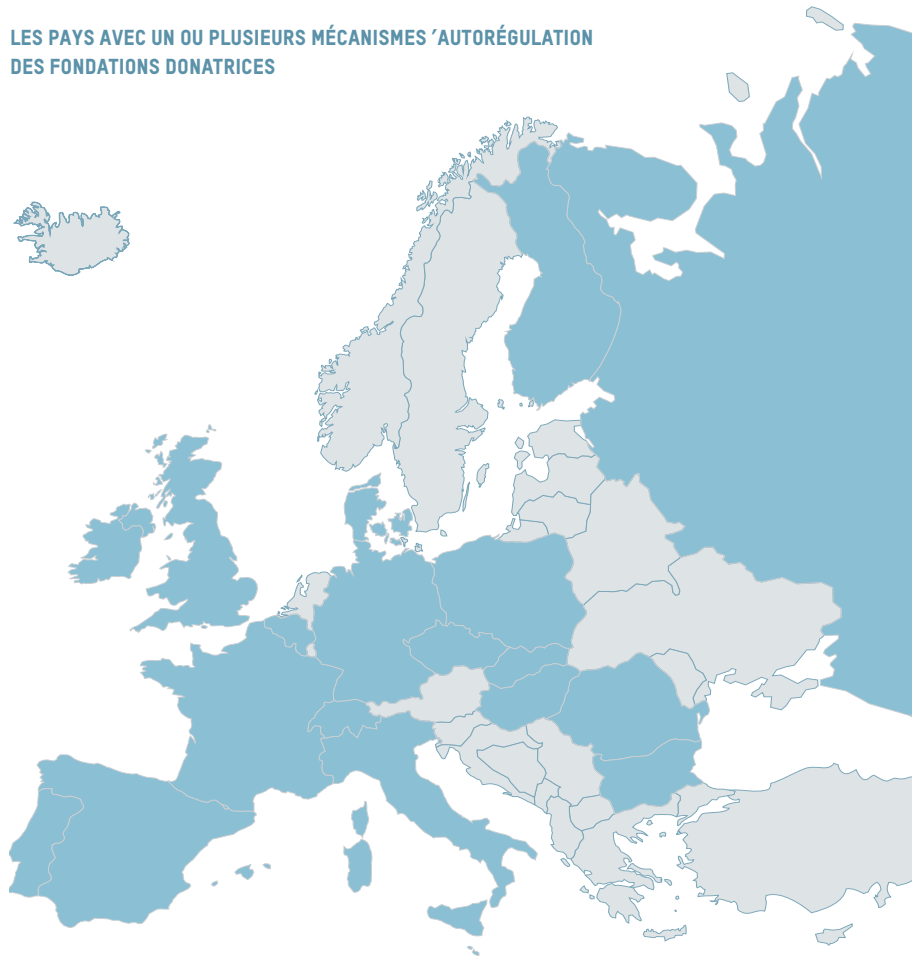 LES PAYS AVEC UN OU PLUSIEURS MÉCANISMES ’AUTORÉGULATION
DES FONDATIONS DONATRICES